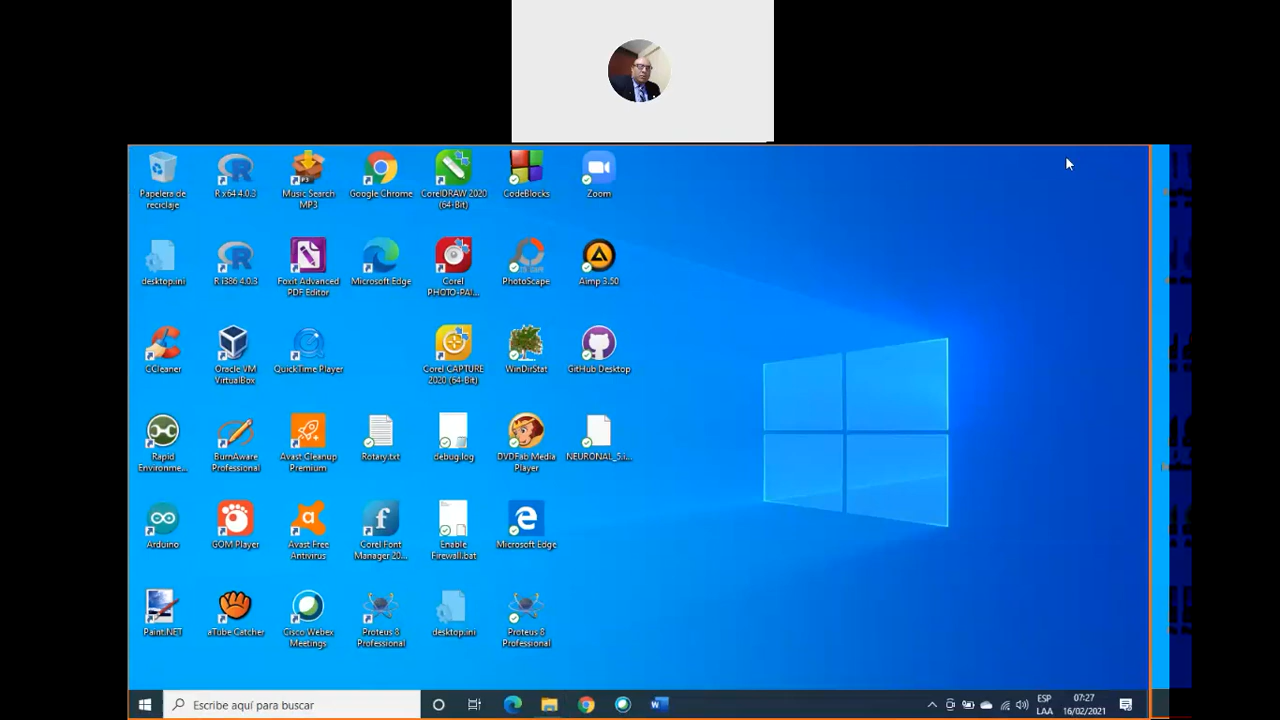 Papelera de
reciclaje
R x64 4.0.3
Music Search
MP3
Google Chrome
CorelDRAW 2020
(64-Bit)
CodeBlocks
Zoom
desktop.ini
R i386 4.0.3
Foxit Advanced
PDF Editor
Microsoft Edge
Corel
PHOTO-PAI...
PhotoScape
Aimp 3.50
CCleaner
Oracle VM
VirtualBox
QuickTime Player
Corel CAPTURE
2020 (64-Bit)
WinDirStat
GitHub Desktop
Rapid
Environme...
BurnAware
Professional
Avast Cleanup
Premium
Rotary.txt
debug.log
DVDFab Media
Player
NEURONAL_5.i...
Arduino
GOM Player
Avast Free
Antivirus
Corel Font
Manager 20...
Enable
Firewall.bat
Microsoft Edge
Paint.NET
aTube Catcher
Cisco Webex
Meetings
Proteus 8
Professional
desktop.ini
Proteus 8
Professional
Escribe aquí para buscar
ESP
LAA
07:27
16/02/2021